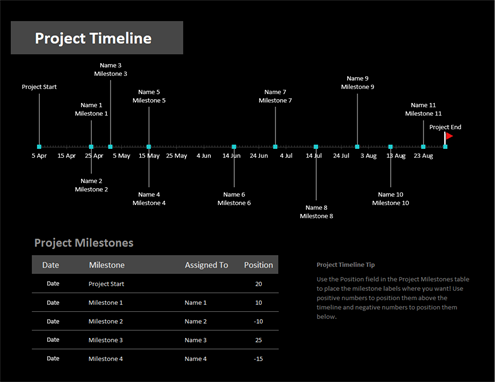 Project Timeline
Name 3
Milestone 3
Name 9
Milestone 9
Project Start
Name 5
Milestone 5
Name 7
Milestone 7
Name 1
Milestone 1
Name 11
Milestone 11
Project End
5 Apr 15 Apr 25 Apr 5 May 15 May 25 May 4 Jun 14 Jun 24 Jun 4 Jul 14 Jul 24 Jul 3 Aug 13 Aug 23 Aug
Name 2
Milestone 2
Name 4
Milestone 4
Name 6
Milestone 6
Name 10
Milestone 10
Name 8
Milestone 8
Project Milestones
Date Milestone Assigned To Position
Date Project Start 20
Date Milestone 1 Name 1 10
Date Milestone 2 Name 2 -10
Date Milestone 3 Name 3 25
Date Milestone 4 Name 4 -15
Project Timeline Tip
Use the Position field in the Project Milestones table
to place the milestone labels where you want! Use
positive numbers to position them above the
timeline and negative numbers to position them
below.